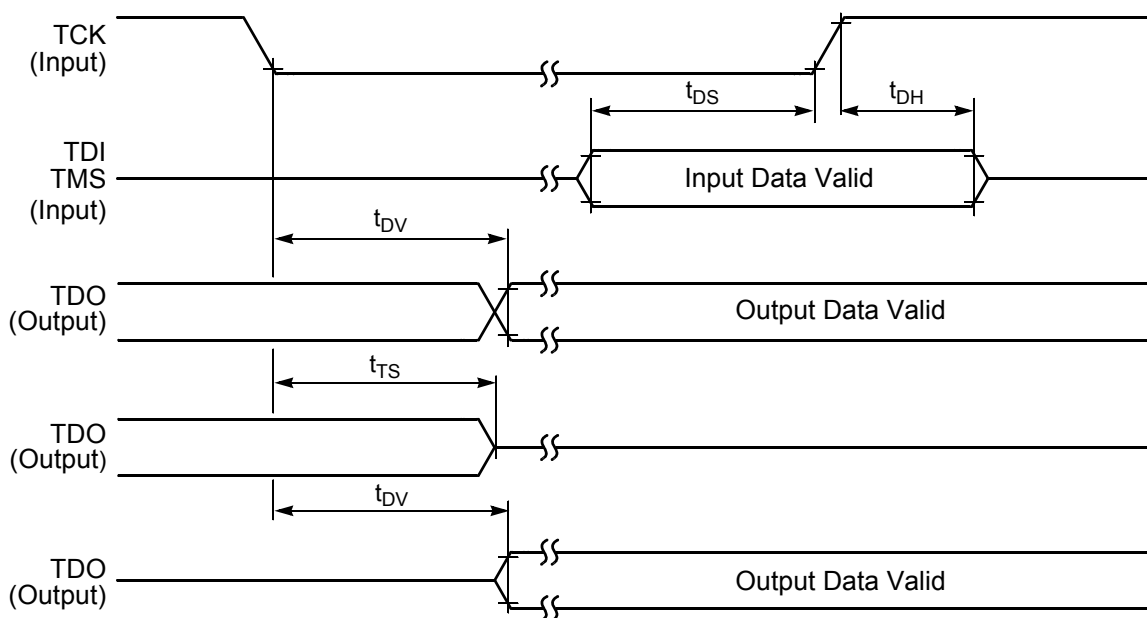 TCK
(Input)
tDS
tDH
TDI
TMS
(Input)
Input Data Valid
tDV
TDO
(Output)
Output Data Valid
tTS
TDO
(Output)
tDV
TDO
(Output)
Output Data Valid